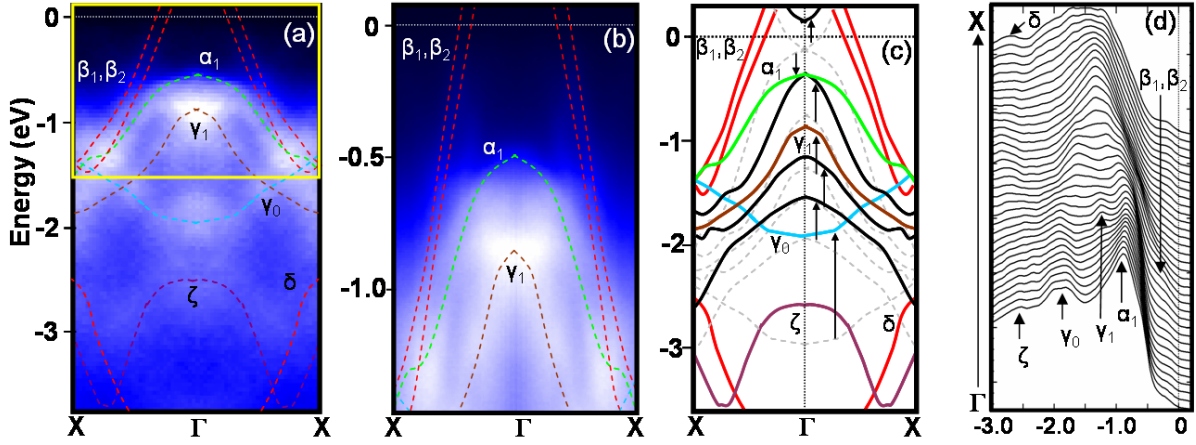 (a)
0
-1
-2
-3
Energy (eV)
β₁,β₂
α₁
γ₁
γ₀
ζ
δ
X
Γ
X
(b)
0
-0.5
-1.0
β₁,β₂
α₁
γ₁
X
Γ
X
(c)
0
-1
-2
-3
β₁,β₂
α₁
γ₁
γ₀
ζ
δ
X
Γ
X
(d)
X
δ
β₁,β₂
ζ
γ₀
γ₁
α₁
Γ
-3.0
-2.0
-1.0
0